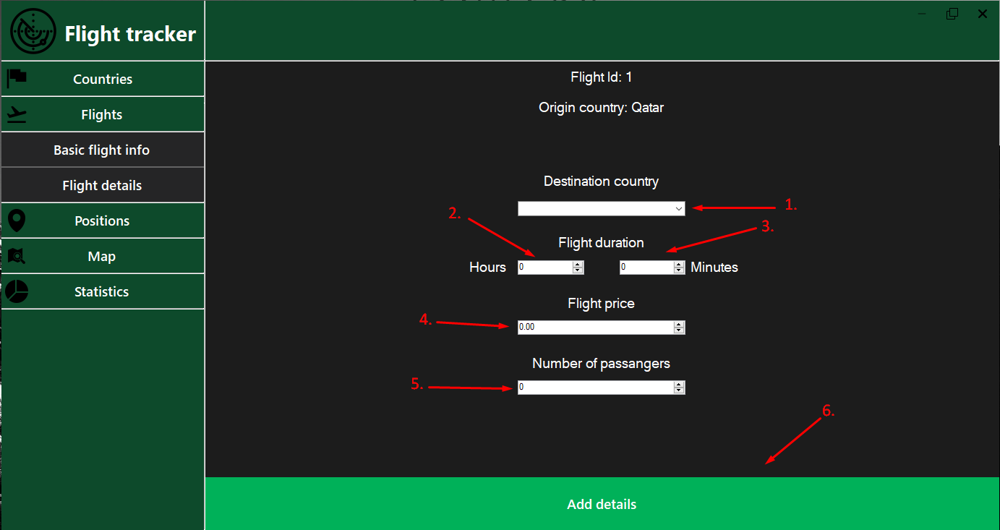 Flight tracker
Countries
Flights
Basic flight info
Flight details
Positions
Map
Statistics
Flight Id: 1
Origin country: Qatar
Destination country
1.
2.
3.
Flight duration
Hours 0 0 Minutes
Flight price
4.
0.00
Number of passangers
5.
0
6.
Add details